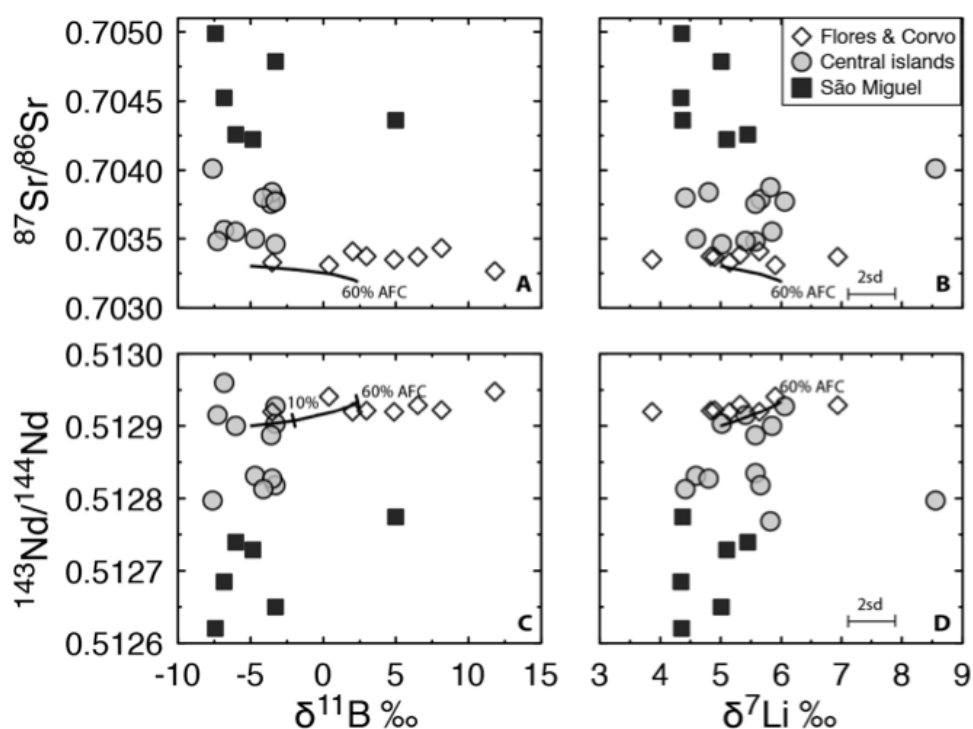 0.7050
0.7045
0.7040
0.7035
0.7030
⁸⁷Sr/⁸⁶Sr
60% AFC
A
Flores & Corvo
Central islands
São Miguel
60% AFC
2sd
B
0.5130
0.5129
0.5128
0.5127
0.5126
¹⁴³Nd/¹⁴⁴Nd
10%
60% AFC
C
-10 -5 0 5 10 15
δ¹¹B ‰
60% AFC
2sd
D
3 4 5 6 7 8 9
δ⁷Li ‰